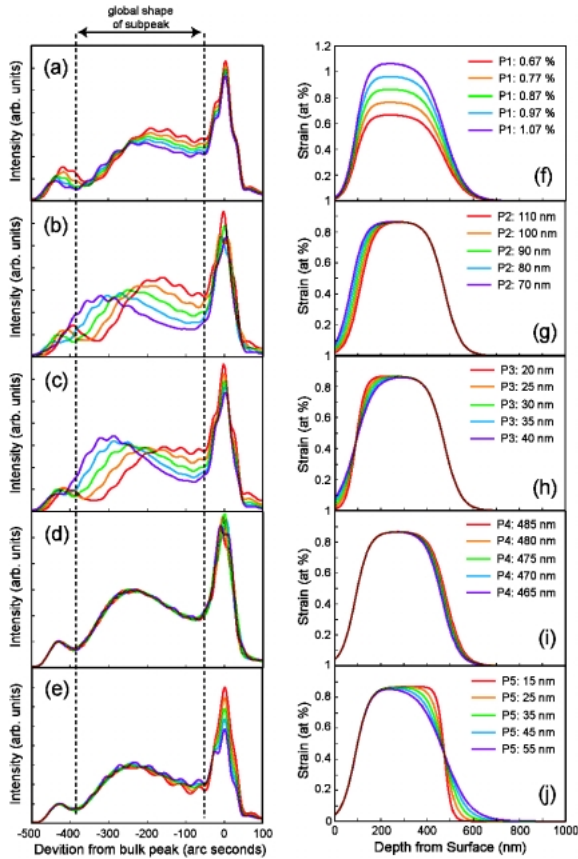 global shape
of subpeak
(a)
Intensity (arb. units)
1.2
1
0.8
0.6
0.4
0.2
1
Strain (at %)
P1: 0.67 %
P1: 0.77 %
P1: 0.87 %
P1: 0.97 %
P1: 1.07 %
(f)
(b)
Intensity (arb. units)
0.8
0.6
0.4
0.2
1
Strain (at %)
P2: 110 nm
P2: 100 nm
P2: 90 nm
P2: 80 nm
P2: 70 nm
(g)
(c)
Intensity (arb. units)
0.8
0.6
0.4
0.2
1
Strain (at %)
P3: 20 nm
P3: 25 nm
P3: 30 nm
P3: 35 nm
P3: 40 nm
(h)
(d)
Intensity (arb. units)
0.8
0.6
0.4
0.2
1
Strain (at %)
P4: 485 nm
P4: 480 nm
P4: 475 nm
P4: 470 nm
P4: 465 nm
(i)
(e)
Intensity (arb. units)
0.8
0.6
0.4
0.2
0
Strain (at %)
P5: 15 nm
P5: 25 nm
P5: 35 nm
P5: 45 nm
P5: 55 nm
(j)
-500 -400 -300 -200 -100 0 100
Devition from bulk peak (arc seconds)
0 200 400 600 800 1000
Depth from Surface (nm)